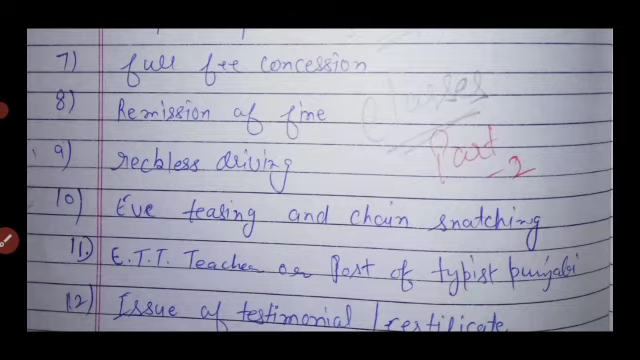 7) full fee concession
8) Remission of fine
Classes
9) reckless driving
Part - 2
10) Eve teasing and chain snatching
11) E.T.T. Teacher or Post of typist punjabi
12) Issue of testimonial / certificate